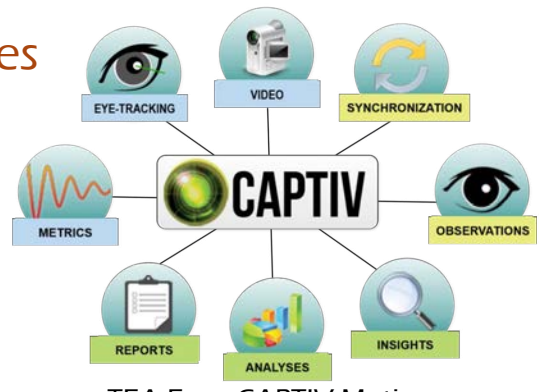 es
VIDEO
EYE-TRACKING
SYNCHRONIZATION
CAPTIV
METRICS
OBSERVATIONS
REPORTS
INSIGHTS
ANALYSES